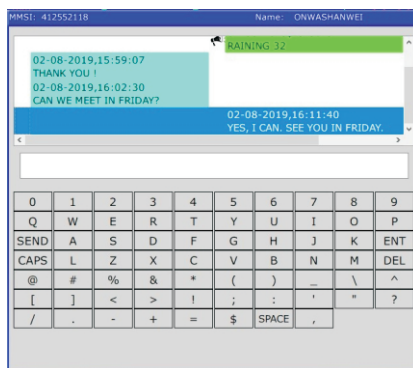 MMSI: 412552118 Name: ONWASHANWEI
RAINING 32
02-08-2019,15:59:07
THANK YOU !
02-08-2019,16:02:30
CAN WE MEET IN FRIDAY?
02-08-2019,16:11:40
YES, I CAN. SEE YOU IN FRIDAY.
0 1 2 3 4 5 6 7 8 9
Q W E R T Y U I O P
SEND A S D F G H J K ENT
CAPS L Z X C V B N M DEL
@ # % & * ( ) _ \ ^
[ ] < > ! ; : ' " ?
/ . - + = $ SPACE ,